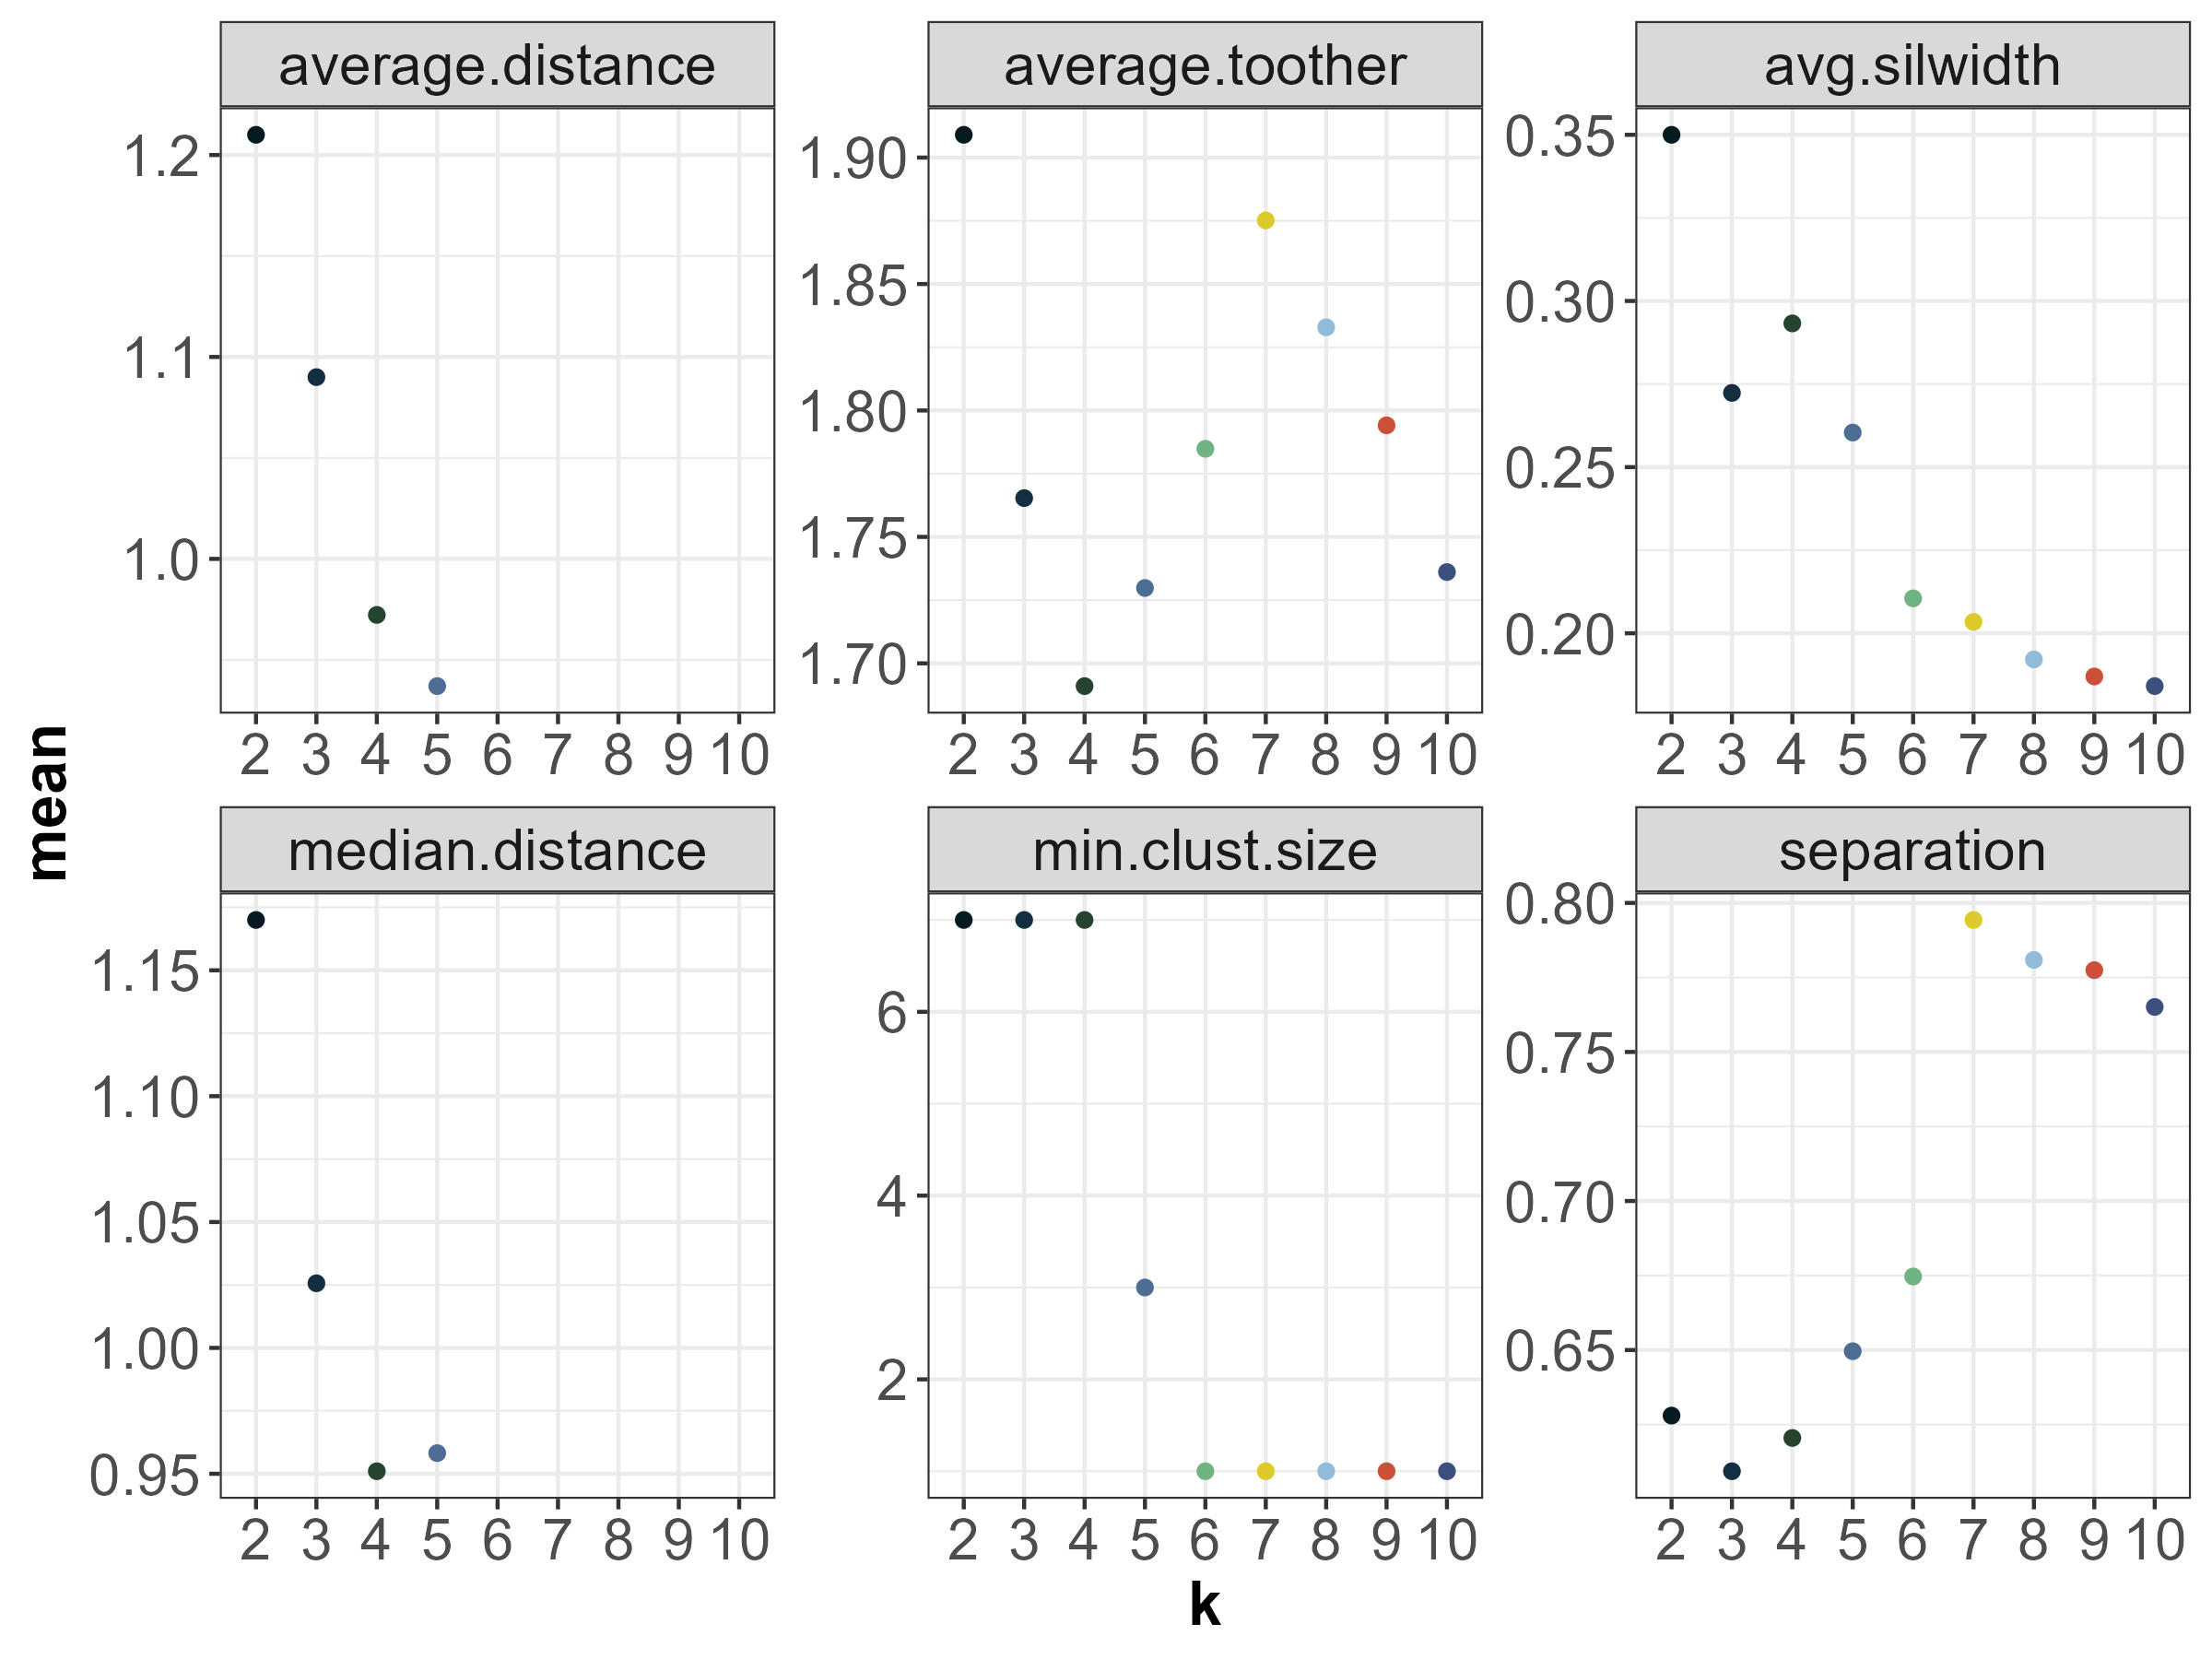 average.distance
average.toother
avg.silwidth
1.2
1.1
1.0
1.90
1.85
1.80
1.75
1.70
0.35
0.30
0.25
0.20
2 3 4 5 6 7 8 9 10
2 3 4 5 6 7 8 9 10
2 3 4 5 6 7 8 9 10
mean
median.distance
min.clust.size
separation
1.15
1.10
1.05
1.00
0.95
6
4
2
0.80
0.75
0.70
0.65
2 3 4 5 6 7 8 9 10
2 3 4 5 6 7 8 9 10
2 3 4 5 6 7 8 9 10
k